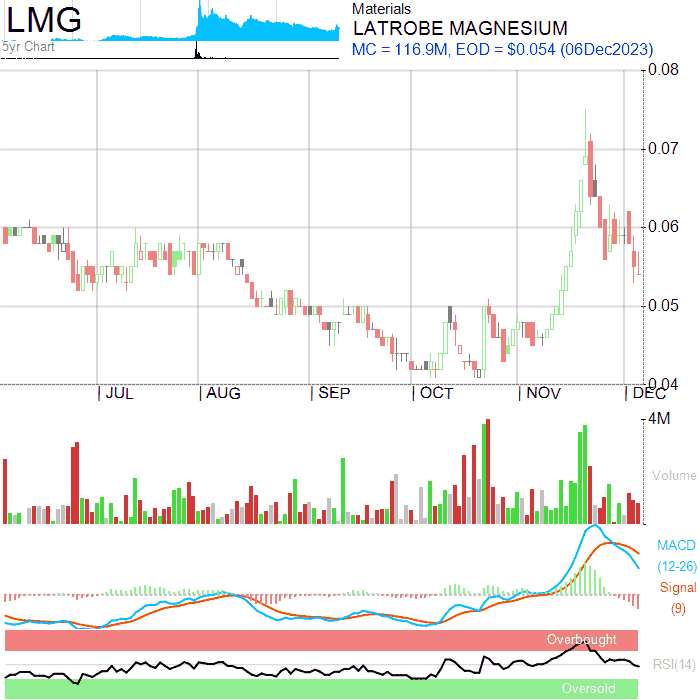 LMG
5yr Chart
Materials
LATROBE MAGNESIUM
MC = 116.9M, EOD = $0.054 (06Dec2023)
0.08
0.07
0.06
0.05
0.04
JUL AUG SEP OCT NOV DEC
4M
Volume
MACD
(12-26)
Signal
(9)
Overbought
RSI(14)
Oversold